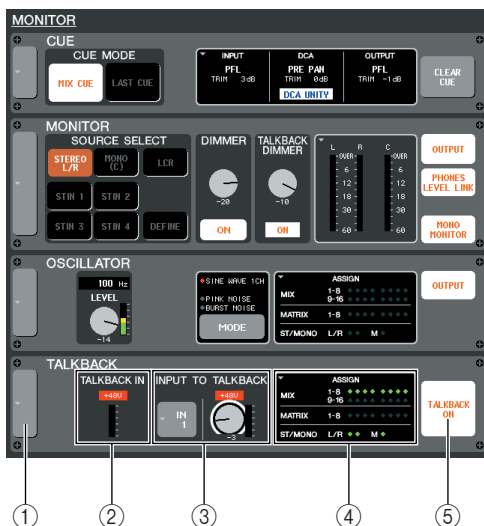 MONITOR
CUE
CUE MODE
MIX CUE
LAST CUE
INPUT
PFL
TRIM 3dB
DCA
PRE PAN
TRIM 0dB
DCA UNITY
OUTPUT
PFL
TRIM -1dB
CLEAR
CUE
MONITOR
SOURCE SELECT
STEREO
L/R
MONO
(C)
LCR
STIN 1
STIN 2
STIN 3
STIN 4
DEFINE
DIMMER
-20
ON
TALKBACK
DIMMER
-10
ON
L R C
-OVER- -OVER
6 6
12 12
18 18
30 30
60 60
OUTPUT
PHONES
LEVEL LINK
MONO
MONITOR
OSCILLATOR
100 Hz
LEVEL
-14
SINE WAVE 1CH
PINK NOISE
BURST NOISE
MODE
ASSIGN
MIX 1-8
9-16
MATRIX 1-8
ST/MONO L/R M
OUTPUT
TALKBACK
TALKBACK IN
+48V
INPUT TO TALKBACK
IN
1
+48V
-3
ASSIGN
MIX 1-8
9-16
MATRIX 1-8
ST/MONO L/R M
TALKBACK
ON
① ② ③ ④ ⑤